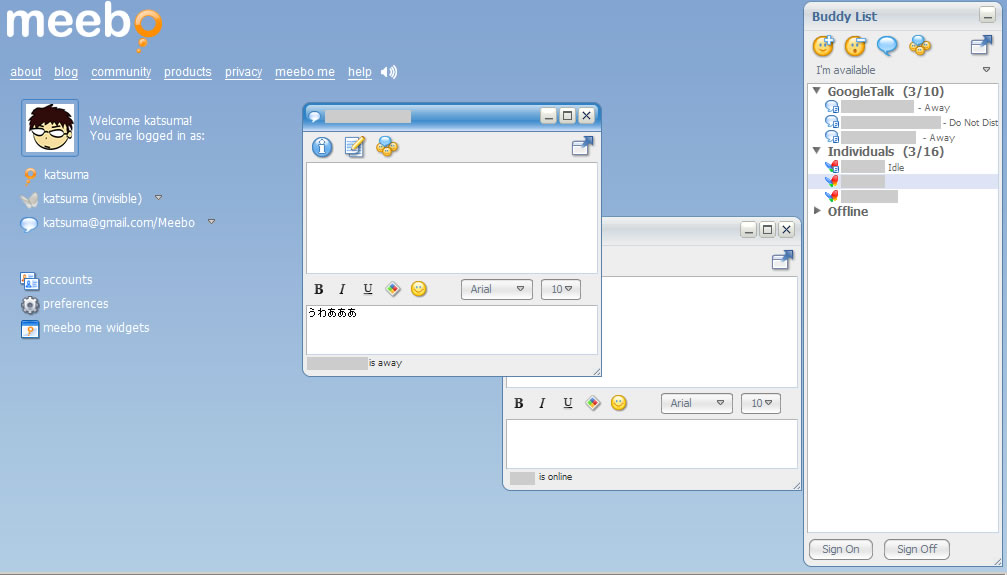 meebo
about blog community products privacy meebo me help
Welcome katsuma!
You are logged in as:
katsuma
katsuma (invisible)
katsuma@gmail.com/Meebo
accounts
preferences
meebo me widgets
B I U Arial 10
うわあああ
is away
B I U Arial 10
is online
Buddy List
I'm available
GoogleTalk (3/10)
- Away
- Do Not Dist
- Away
Individuals (3/16)
Idle
Offline
Sign On Sign Off